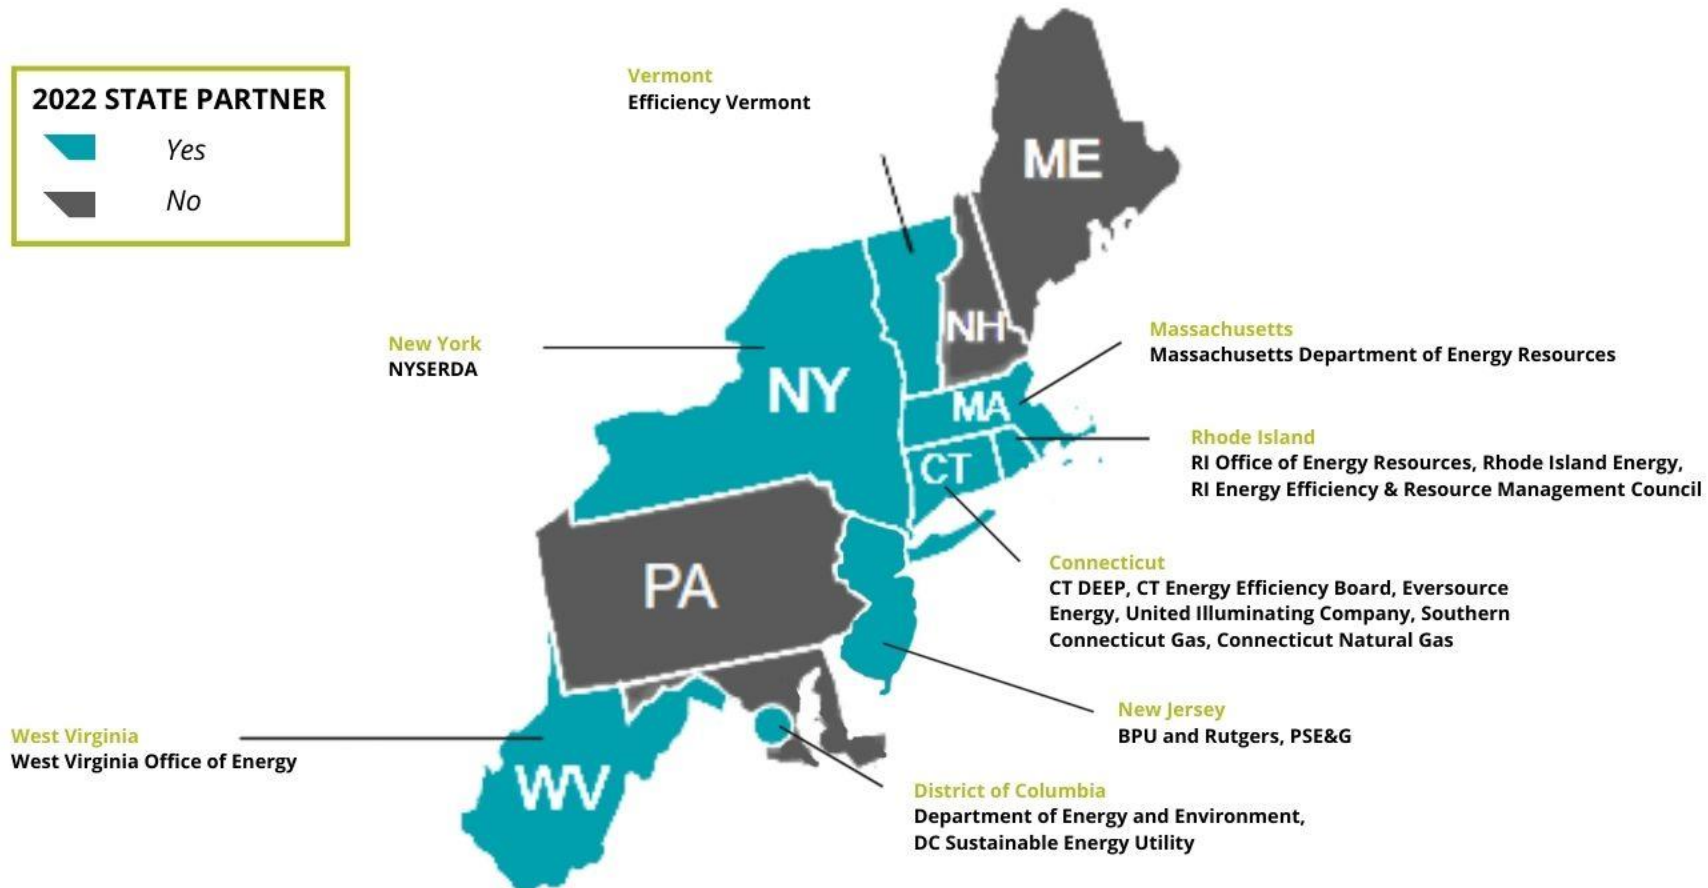 2022 STATE PARTNER
Yes
No
Vermont
Efficiency Vermont
ME
NH
New York
NYSERDA
NY
Massachusetts
Massachusetts Department of Energy Resources
MA
Rhode Island
RI Office of Energy Resources, Rhode Island Energy,
RI Energy Efficiency & Resource Management Council
CT
Connecticut
CT DEEP, CT Energy Efficiency Board, Eversource
Energy, United Illuminating Company, Southern
Connecticut Gas, Connecticut Natural Gas
PA
New Jersey
BPU and Rutgers, PSE&G
West Virginia
West Virginia Office of Energy
WV
District of Columbia
Department of Energy and Environment,
DC Sustainable Energy Utility